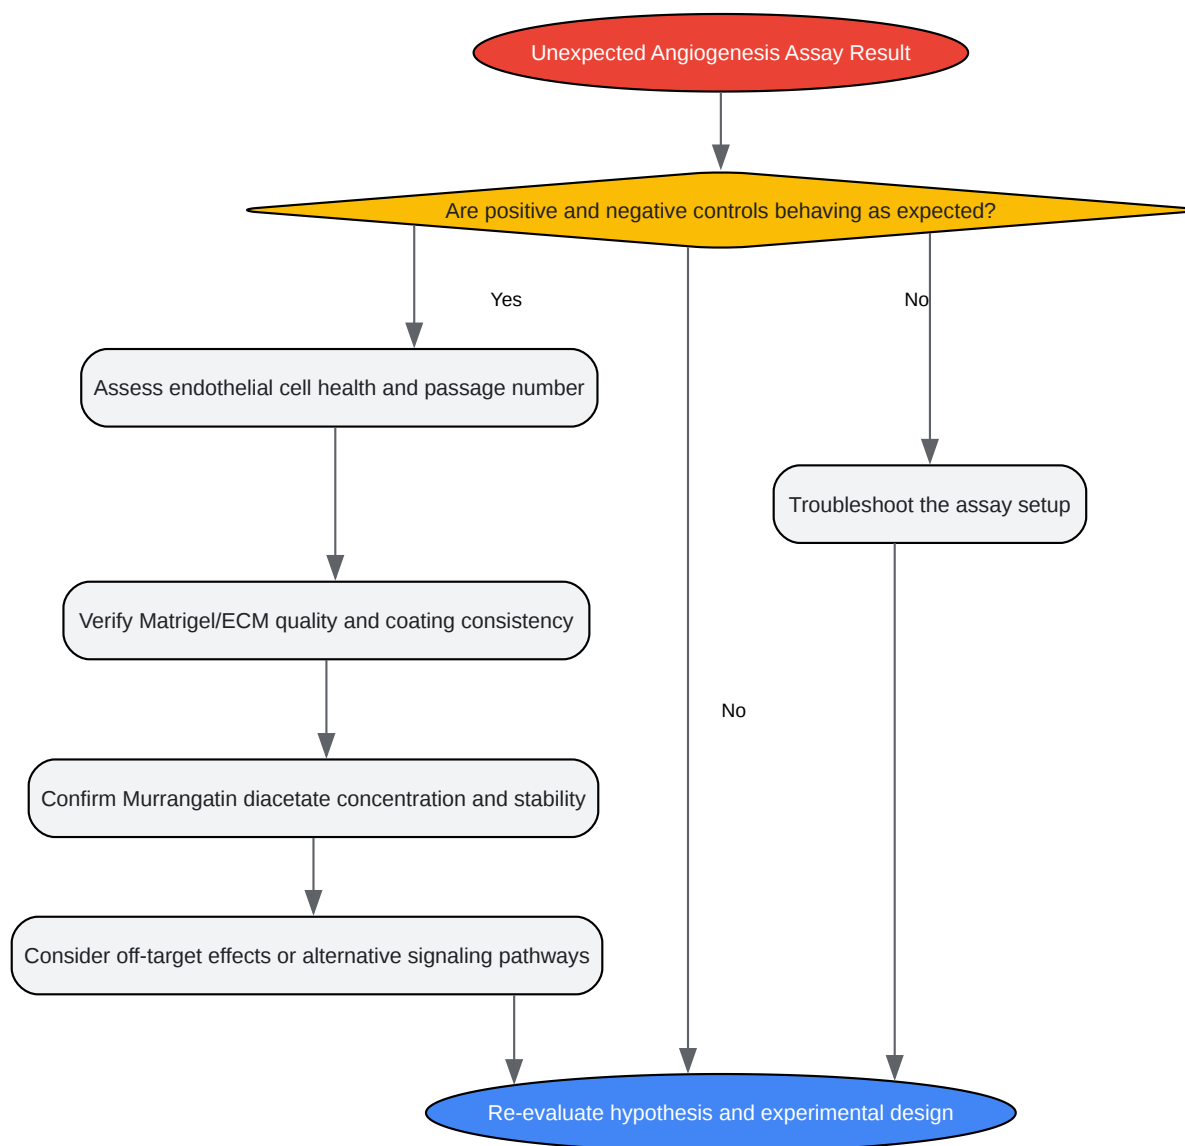 Unexpected Angiogenesis Assay Result
Are positive and negative controls behaving as expected?
Yes
No
Assess endothelial cell health and passage number
Troubleshoot the assay setup
Verify Matrigel/ECM quality and coating consistency
No
Confirm Murrangatin diacetate concentration and stability
Consider off-target effects or alternative signaling pathways
Re-evaluate hypothesis and experimental design